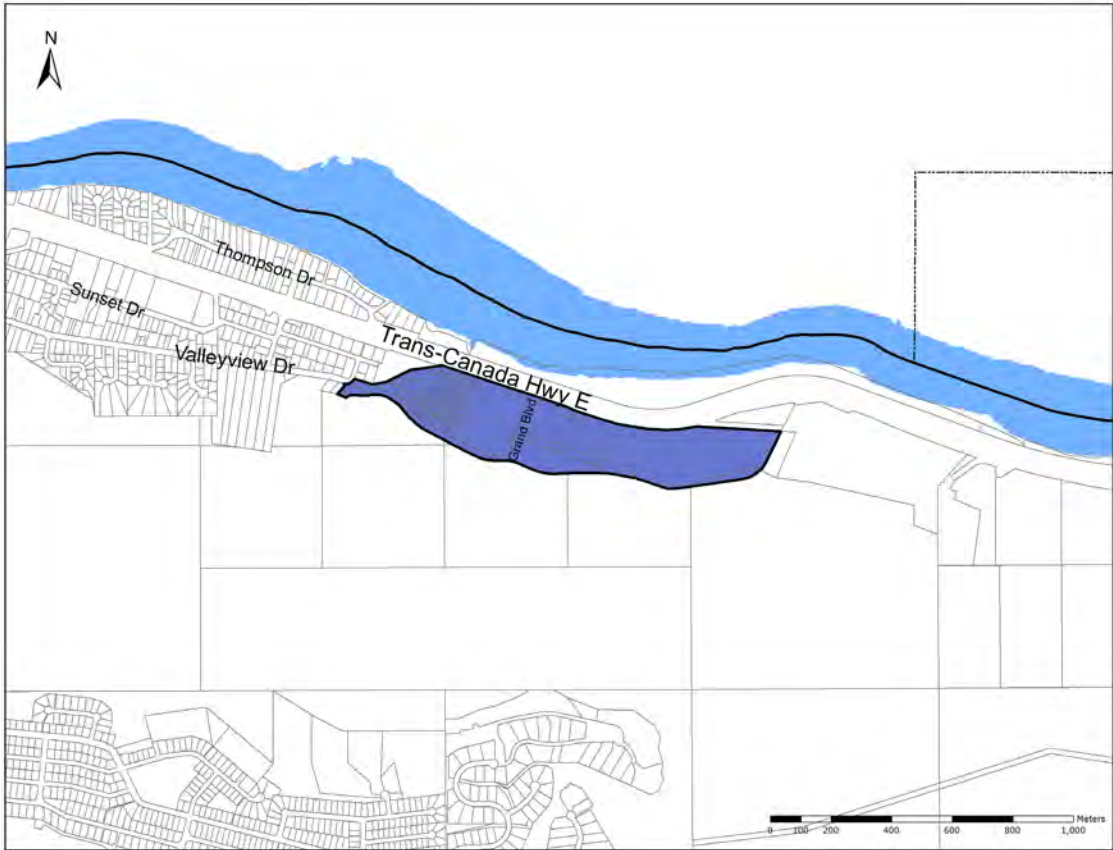 N
Thompson Dr
Sunset Dr
Valleyview Dr
Trans-Canada Hwy E
Grand Blvd
Meters
0 100 200 400 600 800 1,000